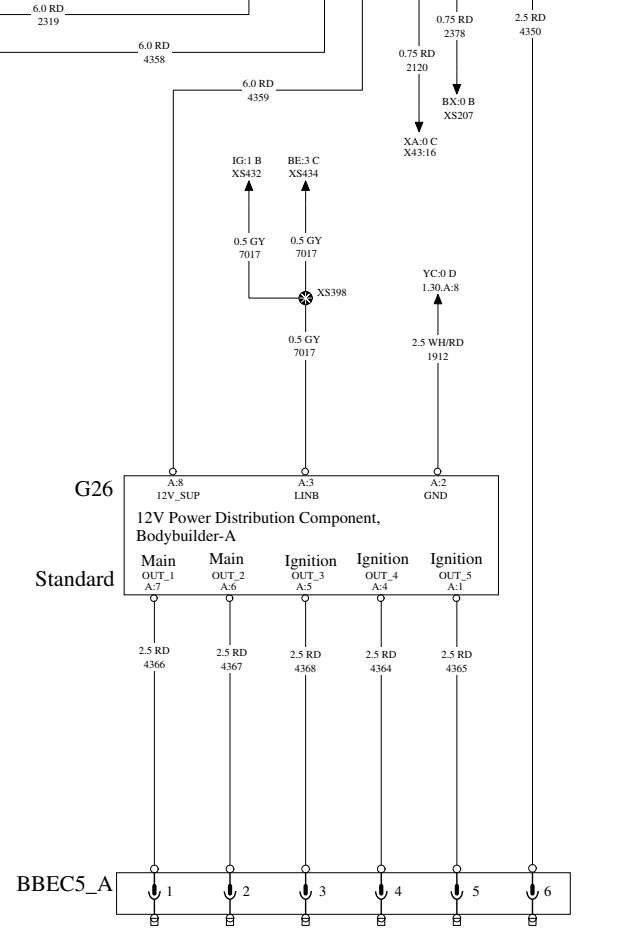 6.0 RD
2319
0.75 RD
2378
2.5 RD
4350
6.0 RD
4358
0.75 RD
2120
6.0 RD
4359
BX:0 B
XS207
XA:0 C
X43:16
IG:1 B
XS432
BE:3 C
XS434
0.5 GY
7017
0.5 GY
7017
YC:0 D
1.30.A:8
XS398
0.5 GY
7017
2.5 WH/RD
1912
G26
A:8
12V_SUP
A:3
LINB
A:2
GND
12V Power Distribution Component,
Bodybuilder-A
Standard
Main
OUT_1
A:7
Main
OUT_2
A:6
Ignition
OUT_3
A:5
Ignition
OUT_4
A:4
Ignition
OUT_5
A:1
2.5 RD
4366
2.5 RD
4367
2.5 RD
4368
2.5 RD
4364
2.5 RD
4365
BBEC5_A
1
2
3
4
5
6